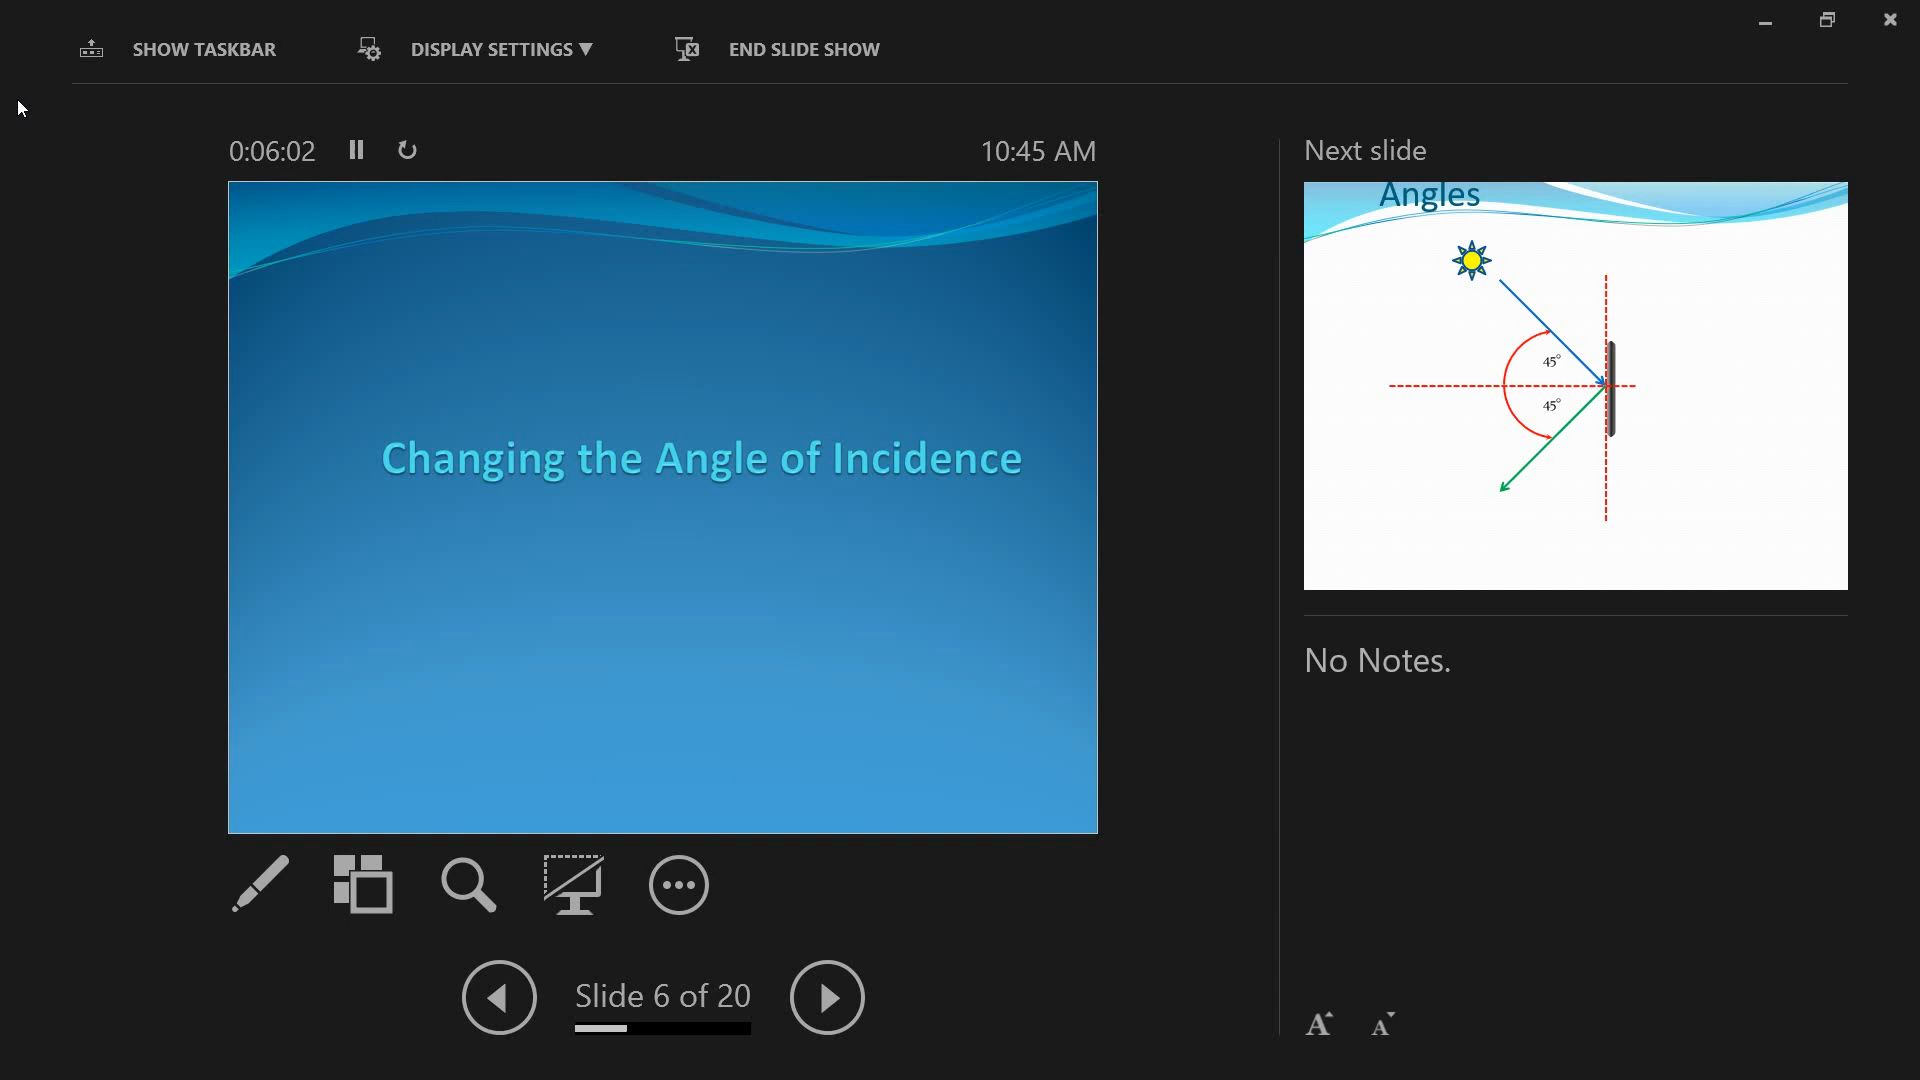 SHOW TASKBAR
DISPLAY SETTINGS ▼
END SLIDE SHOW
0:06:02
10:45 AM
Next slide
Changing the Angle of Incidence
Angles
45°
45°
No Notes.
Slide 6 of 20
A
A